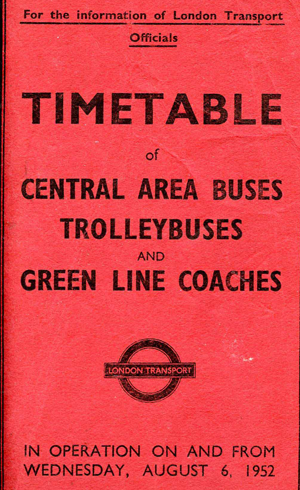 For the information of London Transport
Officials
TIMETABLE
of
CENTRAL AREA BUSES
TROLLEYBUSES
AND
GREEN LINE COACHES
LONDON TRANSPORT
IN OPERATION ON AND FROM
WEDNESDAY, AUGUST 6, 1952